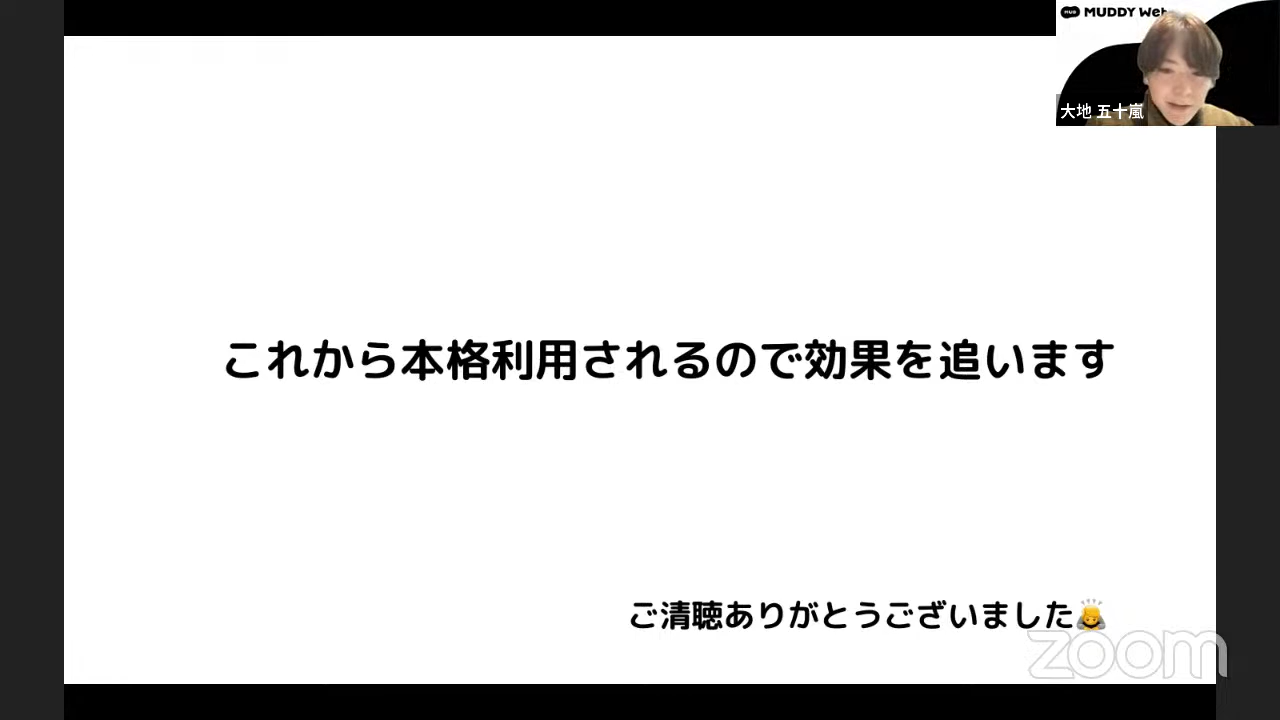 MUD MUDDY Web
大地 五十嵐
これから本格利用されるので効果を追います
ご清聴ありがとうございました🙇
zoom